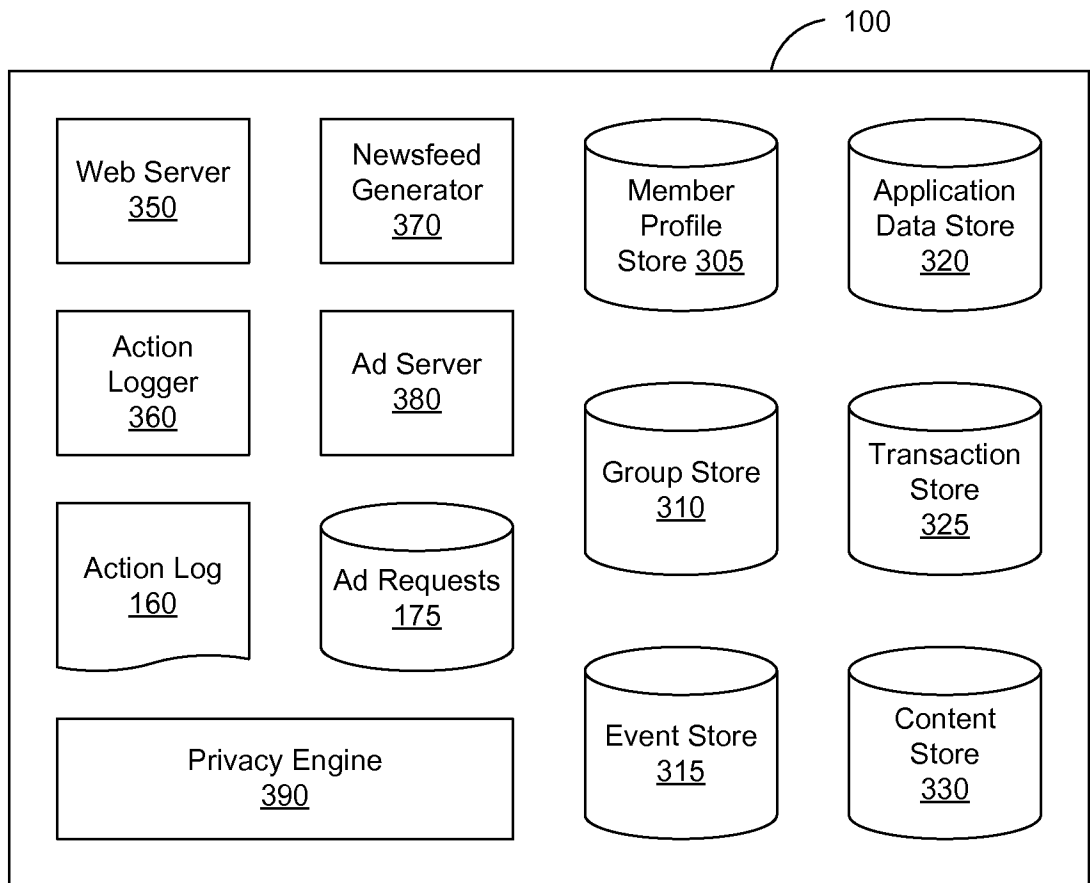 100
Web Server
350
Newsfeed
Generator
370
Member
Profile
Store 305
Application
Data Store
320
Action
Logger
360
Ad Server
380
Group Store
310
Transaction
Store
325
Action Log
160
Ad Requests
175
Event Store
315
Content
Store
330
Privacy Engine
390